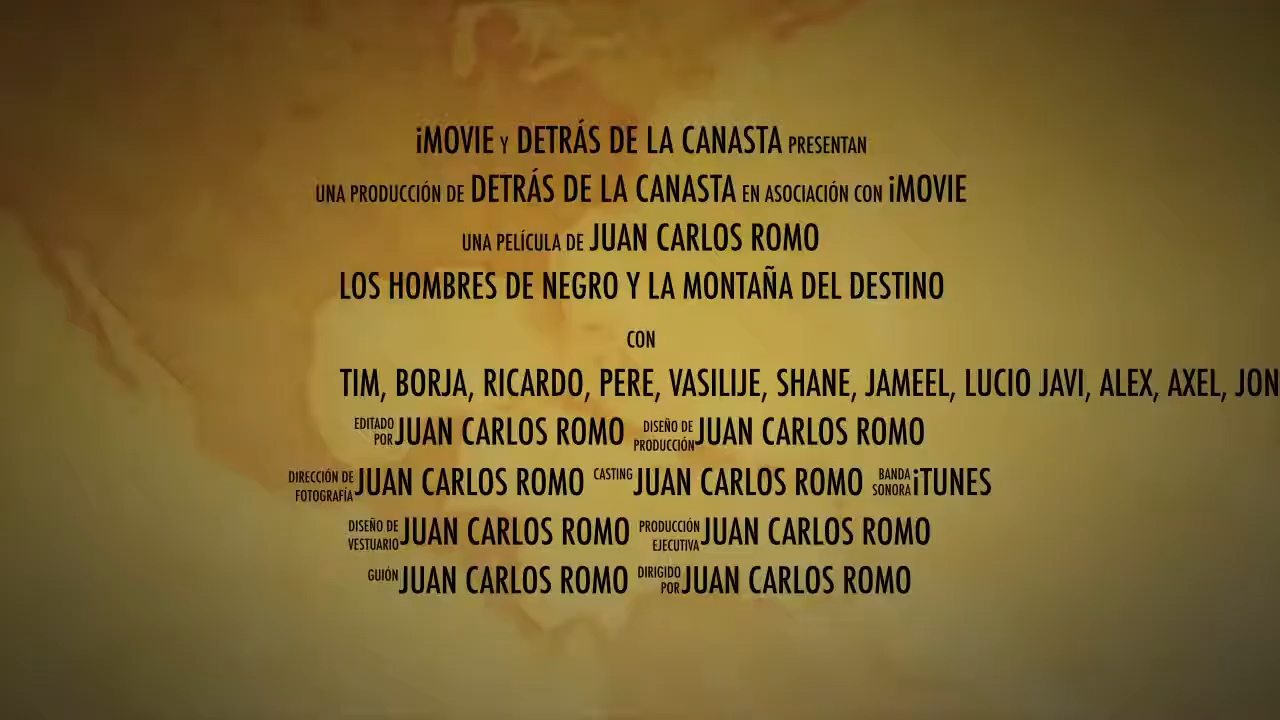 iMOVIE Y DETRÁS DE LA CANASTA PRESENTAN
UNA PRODUCCIÓN DE DETRÁS DE LA CANASTA EN ASOCIACIÓN CON iMOVIE
UNA PELÍCULA DE JUAN CARLOS ROMO
LOS HOMBRES DE NEGRO Y LA MONTAÑA DEL DESTINO
CON
TIM, BORJA, RICARDO, PERE, VASILIJE, SHANE, JAMEEL, LUCIO JAVI, ALEX, AXEL, JON
EDITADO POR JUAN CARLOS ROMO DISEÑO DE PRODUCCIÓN JUAN CARLOS ROMO
DIRECCIÓN DE FOTOGRAFÍA JUAN CARLOS ROMO CASTING JUAN CARLOS ROMO BANDA SONORA iTUNES
DISEÑO DE VESTUARIO JUAN CARLOS ROMO PRODUCCIÓN EJECUTIVA JUAN CARLOS ROMO
GUIÓN JUAN CARLOS ROMO DIRIGIDO POR JUAN CARLOS ROMO